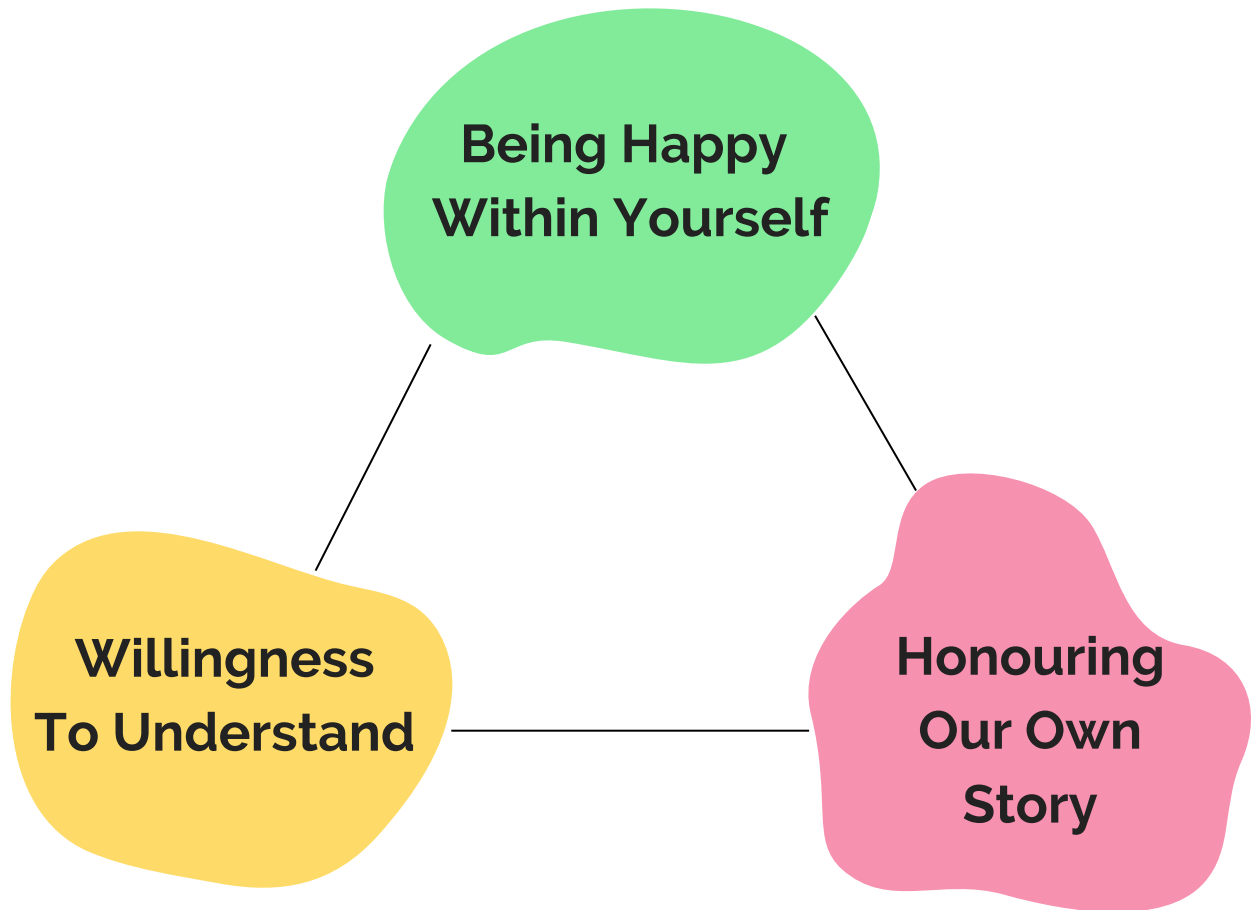 Being Happy
Within Yourself
Willingness
To Understand
Honouring
Our Own
Story